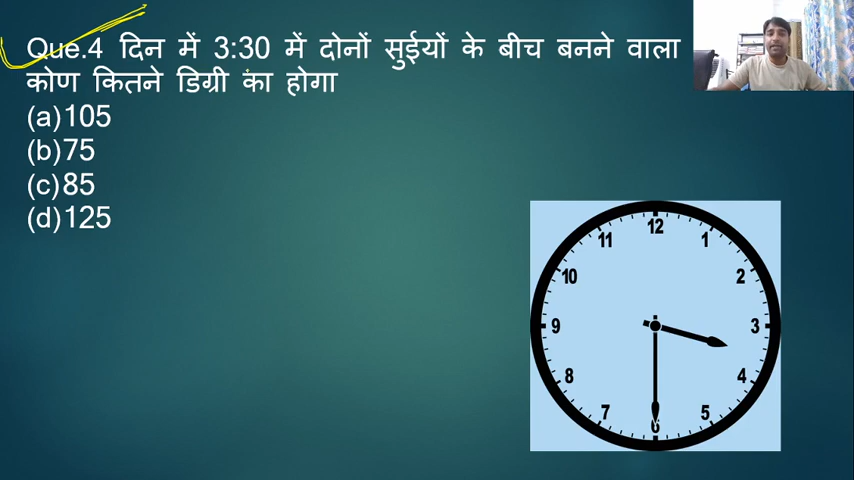 Que.4 दिन में 3:30 में दोनों सुईयों के बीच बनने वाला
कोण कितने डिग्री का होगा
(a)105
(b)75
(c)85
(d)125
12
11 1
10 2
9 3
8 4
7 5
6